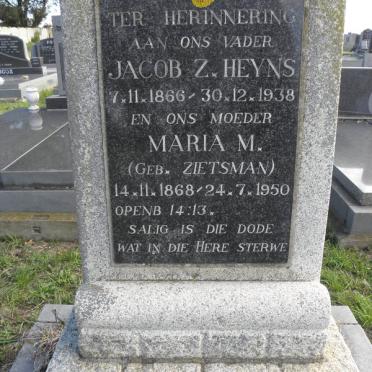 TER HERINNERING
AAN ONS VADER
JACOB Z. HEYNS
7.11.1866 - 30.12.1938
EN ONS MOEDER
MARIA M.
(GEB. ZIETSMAN)
14.11.1868 - 24.7.1950
OPENB 14:13.
SALIG IS DIE DODE
WAT IN DIE HERE STERWE